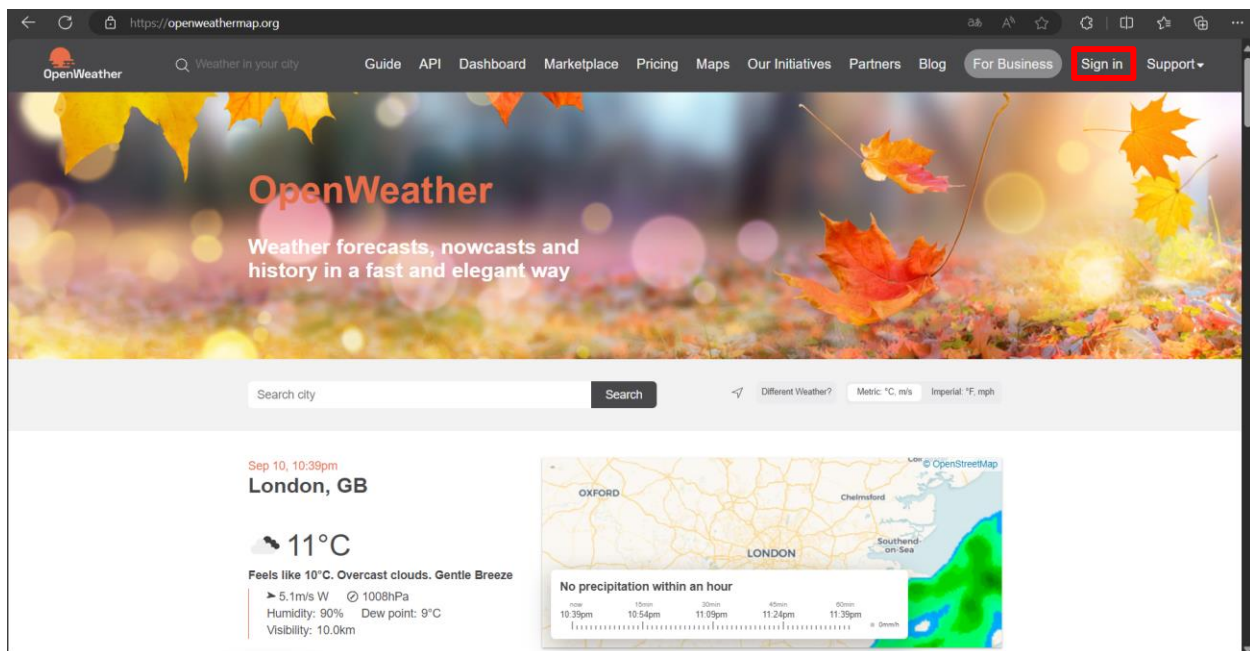 https://openweathermap.org
OpenWeather
Weather in your city
Guide API Dashboard Marketplace Pricing Maps Our Initiatives Partners Blog For Business Sign in Support
OpenWeather
Weather forecasts, nowcasts and
history in a fast and elegant way
Search city
Search
Different Weather?
Metric: °C, m/s
Imperial: °F, mph
Sep 10, 10:39pm
London, GB
11°C
Feels like 10°C. Overcast clouds. Gentle Breeze
5.1m/s W 1008hPa
Humidity: 90% Dew point: 9°C
Visibility: 10.0km
© OpenStreetMap
OXFORD
Chelmsford
Southend-
on-Sea
LONDON
No precipitation within an hour
now 15min 30min 45min 60min
10:39pm 10:54pm 11:09pm 11:24pm 11:39pm
0mm/h